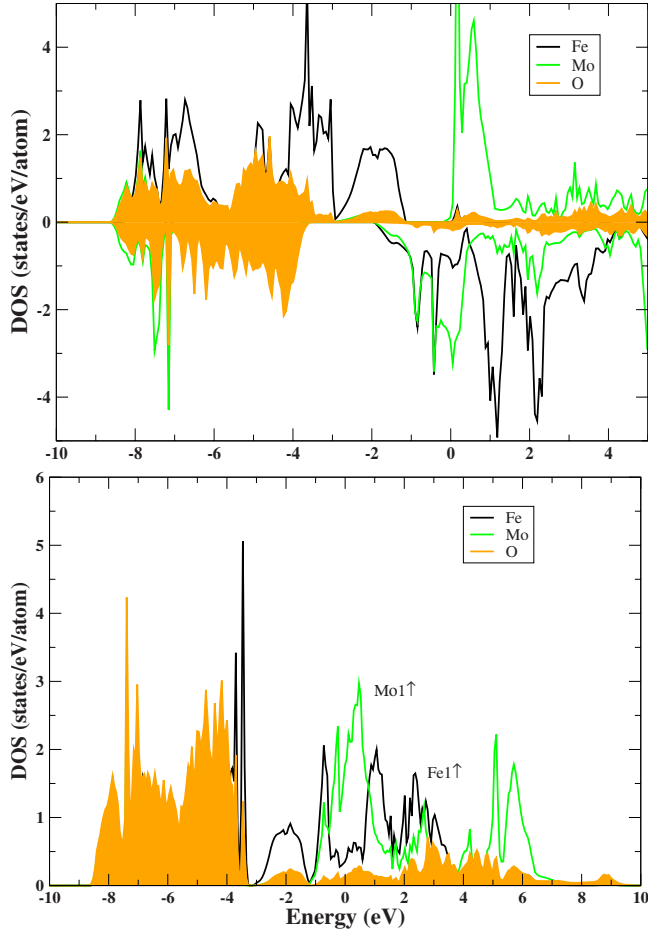 DOS (states/eV/atom)
4
2
0
-2
-4
Fe
Mo
O
-10 -8 -6 -4 -2 0 2 4
DOS (states/eV/atom)
6
5
4
3
2
1
0
Fe
Mo
O
Mo1↑
Fe1↑
-10 -8 -6 -4 -2 0 2 4 6 8 10
Energy (eV)